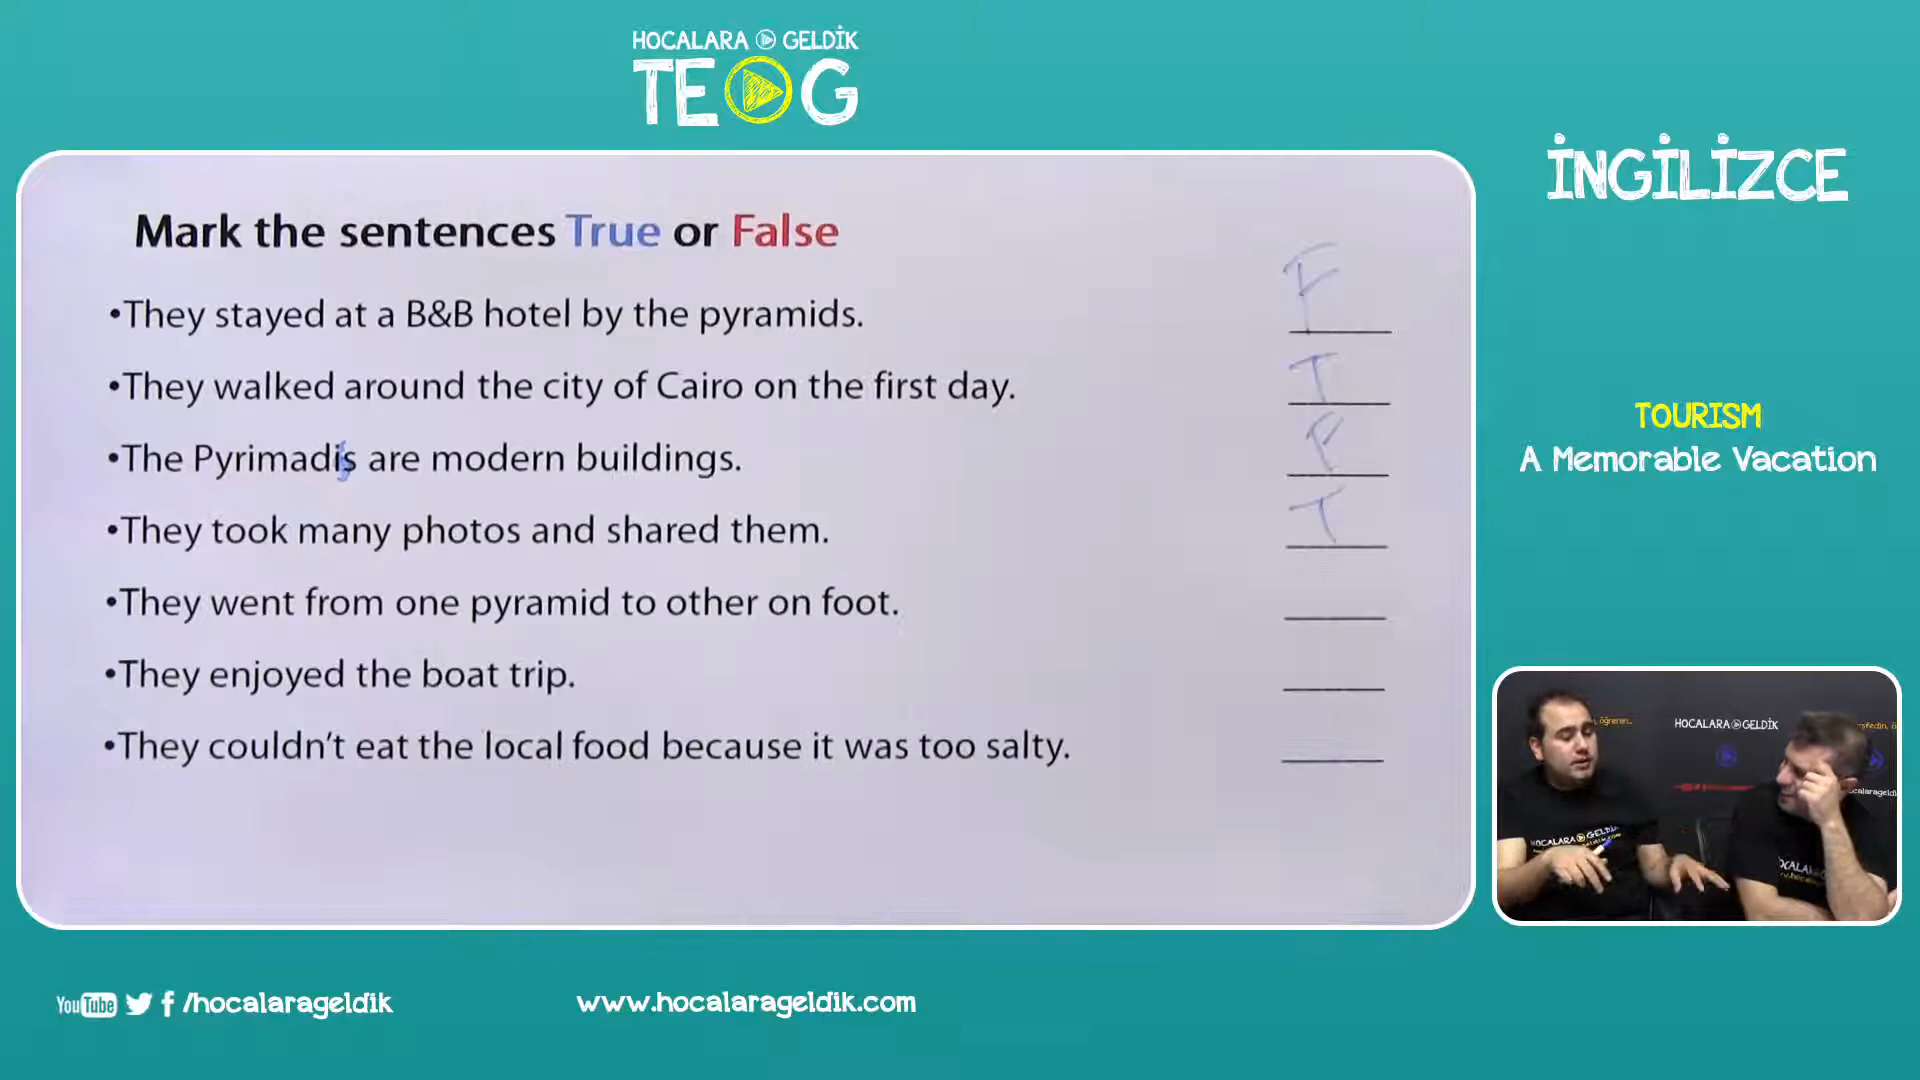 HOCALARA GELDİK
TEOG
İNGİLİZCE
Mark the sentences True or False
•They stayed at a B&B hotel by the pyramids. F
•They walked around the city of Cairo on the first day. T
•The Pyrimadis are modern buildings. F
•They took many photos and shared them. T
•They went from one pyramid to other on foot.
•They enjoyed the boat trip.
•They couldn't eat the local food because it was too salty.
TOURISM
A Memorable Vacation
öğrenin..
HOCALARA GELDİK
HOCALARA GELDİK
YouTube /hocalarageldik
www.hocalarageldik.com